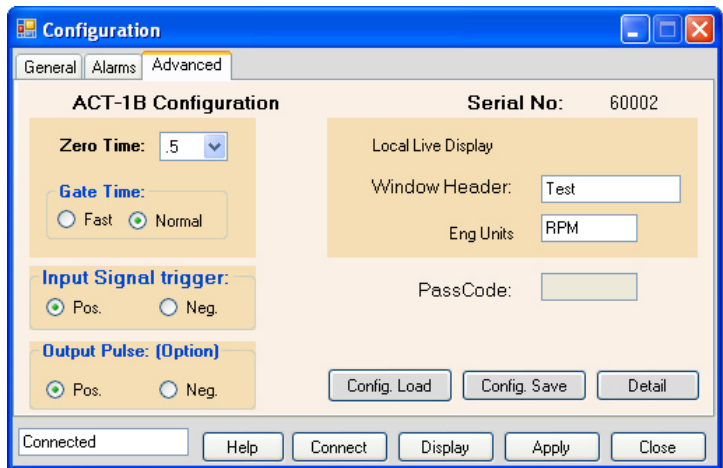 Configuration
General Alarms Advanced
ACT-1B Configuration Serial No: 60002
Zero Time: .5
Gate Time:
Fast Normal
Local Live Display
Window Header: Test
Eng Units RPM
Input Signal trigger:
Pos. Neg.
PassCode:
Output Pulse: (Option)
Pos. Neg.
Config. Load Config. Save Detail
Connected Help Connect Display Apply Close